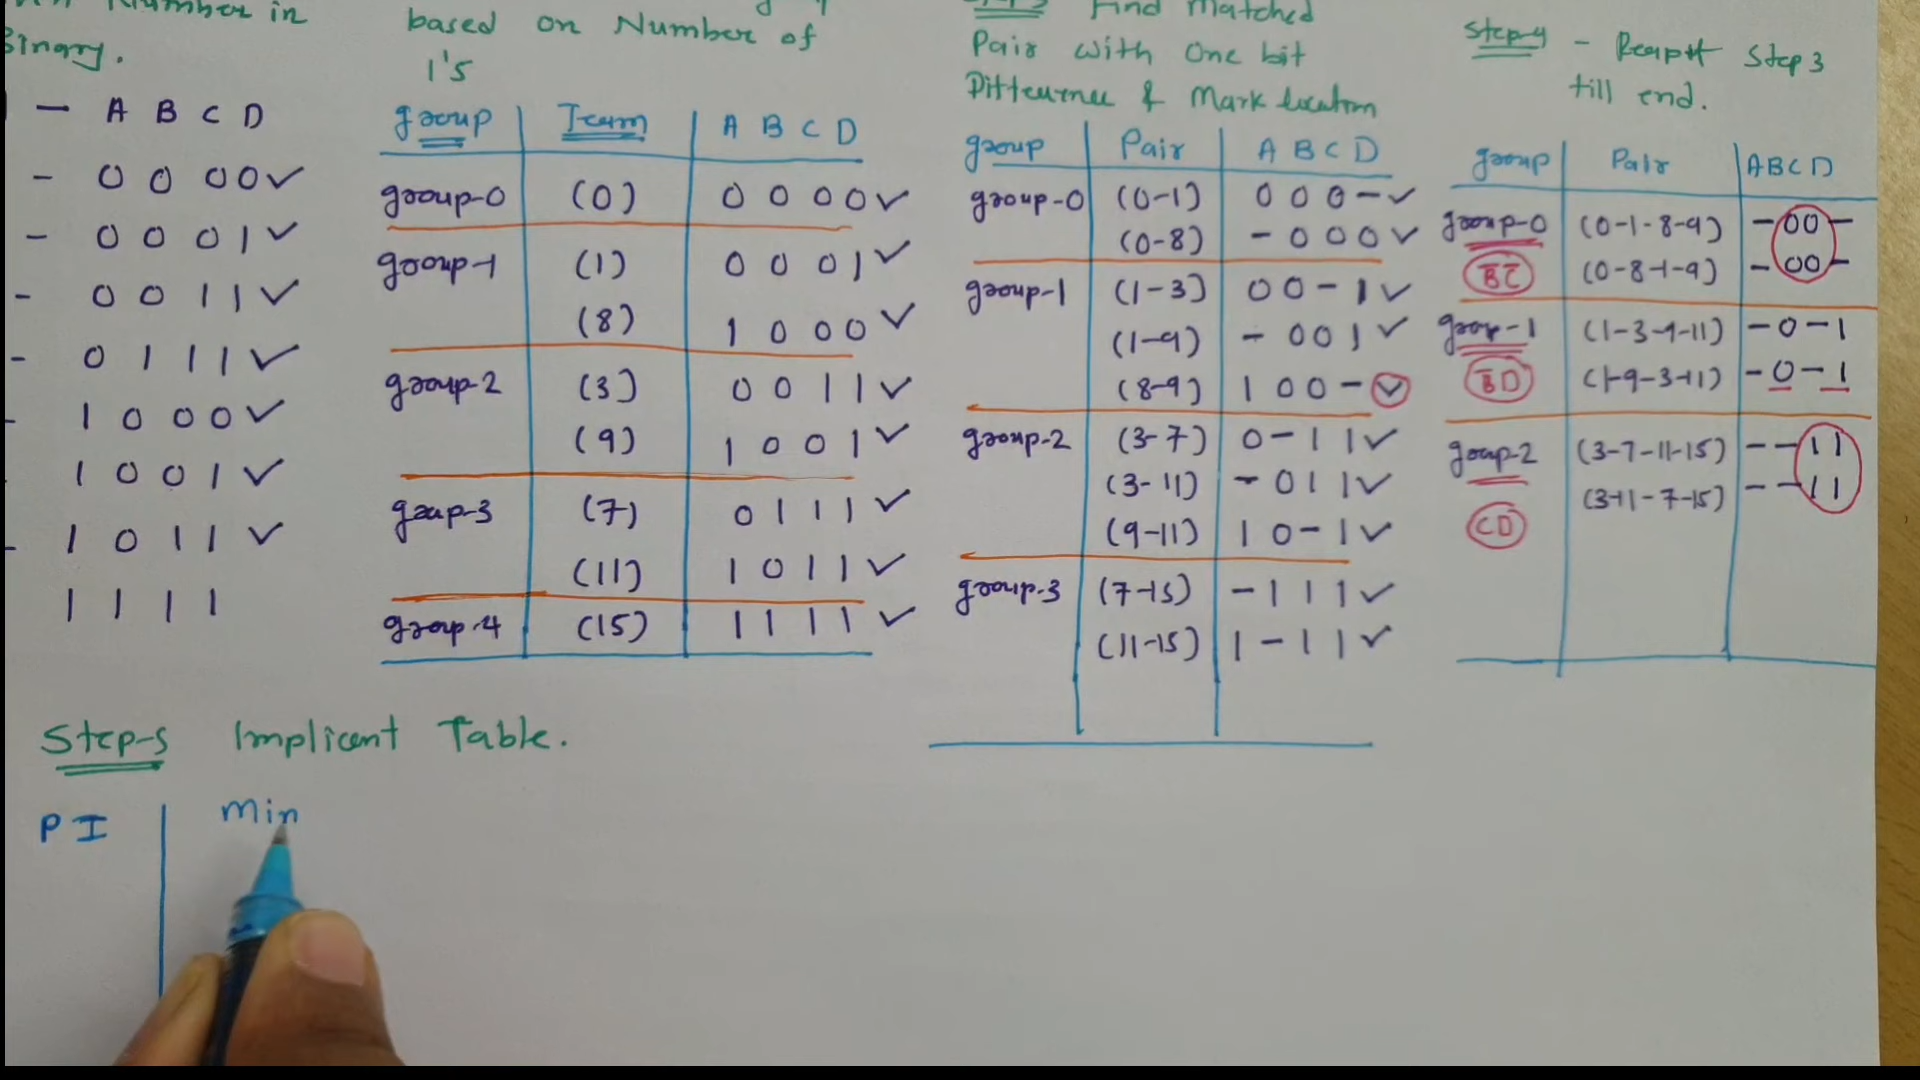 Number in
Binary.
— A B C D
- 0 0 0 0 ✓
- 0 0 0 1 ✓
- 0 0 1 1 ✓
- 0 1 1 1 ✓
- 1 0 0 0 ✓
- 1 0 0 1 ✓
- 1 0 1 1 ✓
1 1 1 1
based on Number of
1's
group Team A B C D
group-0 (0) 0 0 0 0 ✓
group-1 (1) 0 0 0 1 ✓
(8) 1 0 0 0 ✓
group-2 (3) 0 0 1 1 ✓
(9) 1 0 0 1 ✓
group-3 (7) 0 1 1 1 ✓
(11) 1 0 1 1 ✓
group-4 (15) 1 1 1 1 ✓
Find Matched
Pair with One bit
& Mark location
group Pair A B C D
group-0 (0-1) 0 0 0 - ✓
(0-8) - 0 0 0 ✓
group-1 (1-3) 0 0 - 1 ✓
(1-9) - 0 0 1 ✓
(8-9) 1 0 0 - ✓
group-2 (3-7) 0 - 1 1 ✓
(3-11) - 0 1 1 ✓
(9-11) 1 0 - 1 ✓
group-3 (7-15) - 1 1 1 ✓
(11-15) 1 - 1 1 ✓
Step-4 - Step 3
till end.
group Pair A B C D
group-0 (0-1-8-9) - 0 0 -
B̅C̅ (0-8-1-9) - 0 0 -
group-1 (1-3-9-11) - 0 - 1
B̅D (1-9-3-11) - 0 - 1
group-2 (3-7-11-15) - - 1 1
(3-11-7-15) - - 1 1
CD
Step-5 Implicent Table.
PI Min